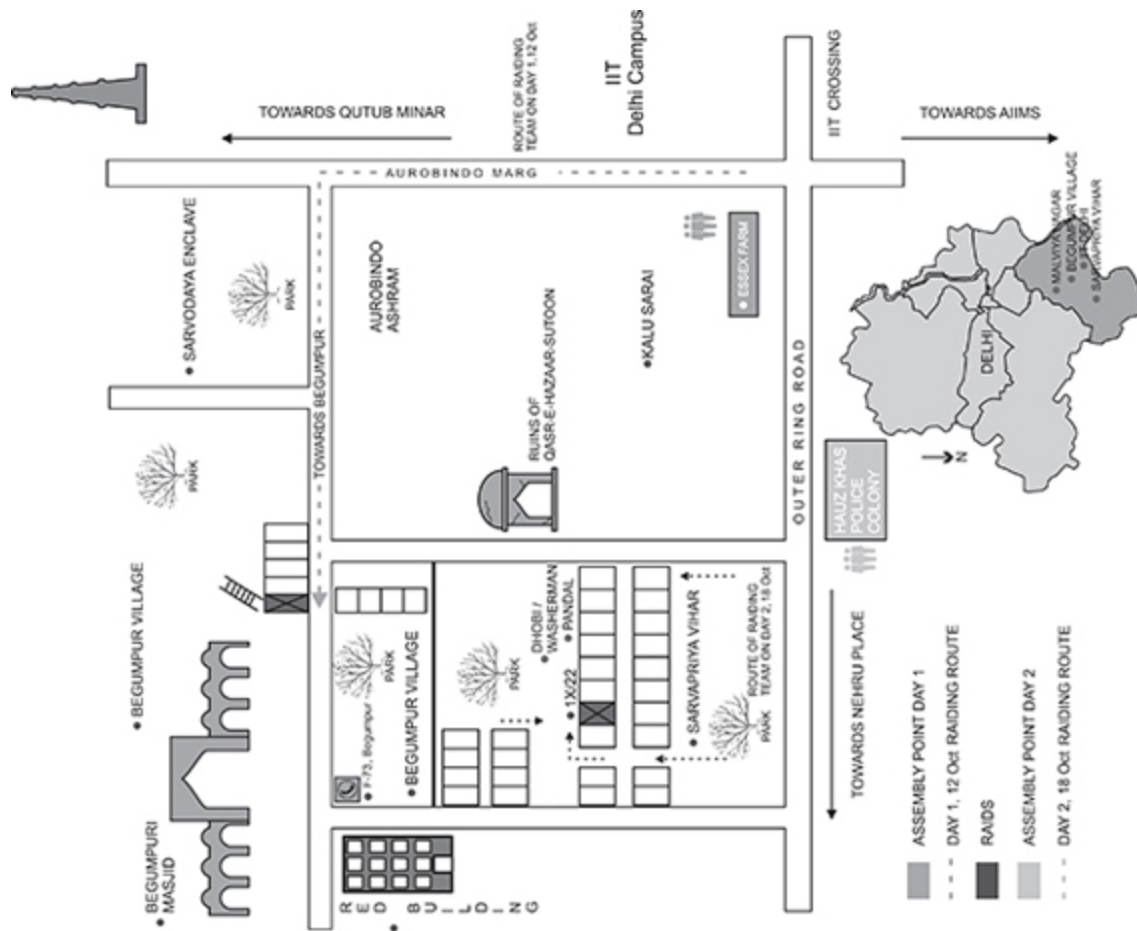 TOWARDS QUTUB MINAR
ROUTE OF RAIDING
TEAM ON DAY 1, 12 Oct
IIT
Delhi Campus
IIT CROSSING
TOWARDS AIIMS
AUROBINDO MARG
SARVODAYA ENCLAVE
PARK
AUROBINDO
ASHRAM
ESSEX FARM
KALU SARAI
MALVIYA NAGAR
BEGUMPUR VILLAGE
IIT DELHI
SARVAPRIYA VIHAR
DELHI
N
TOWARDS BEGUMPUR
RUINS OF
QASR-E-HAZAAR-SUTOON
OUTER RING ROAD
HAUZ KHAS
POLICE
COLONY
PARK
BEGUMPUR VILLAGE
BEGUMPURI
MASJID
PARK
F-73, Begumpur
BEGUMPUR VILLAGE
PARK
DHOBI /
WASHERMAN
PANDAL
1X/22
SARVAPRIYA VIHAR
ROUTE OF RAIDING
TEAM ON DAY 2, 18 Oct
PARK
TOWARDS NEHRU PLACE
RED BUILDING
ASSEMBLY POINT DAY 1
DAY 1, 12 Oct RAIDING ROUTE
RAIDS
ASSEMBLY POINT DAY 2
DAY 2, 18 Oct RAIDING ROUTE